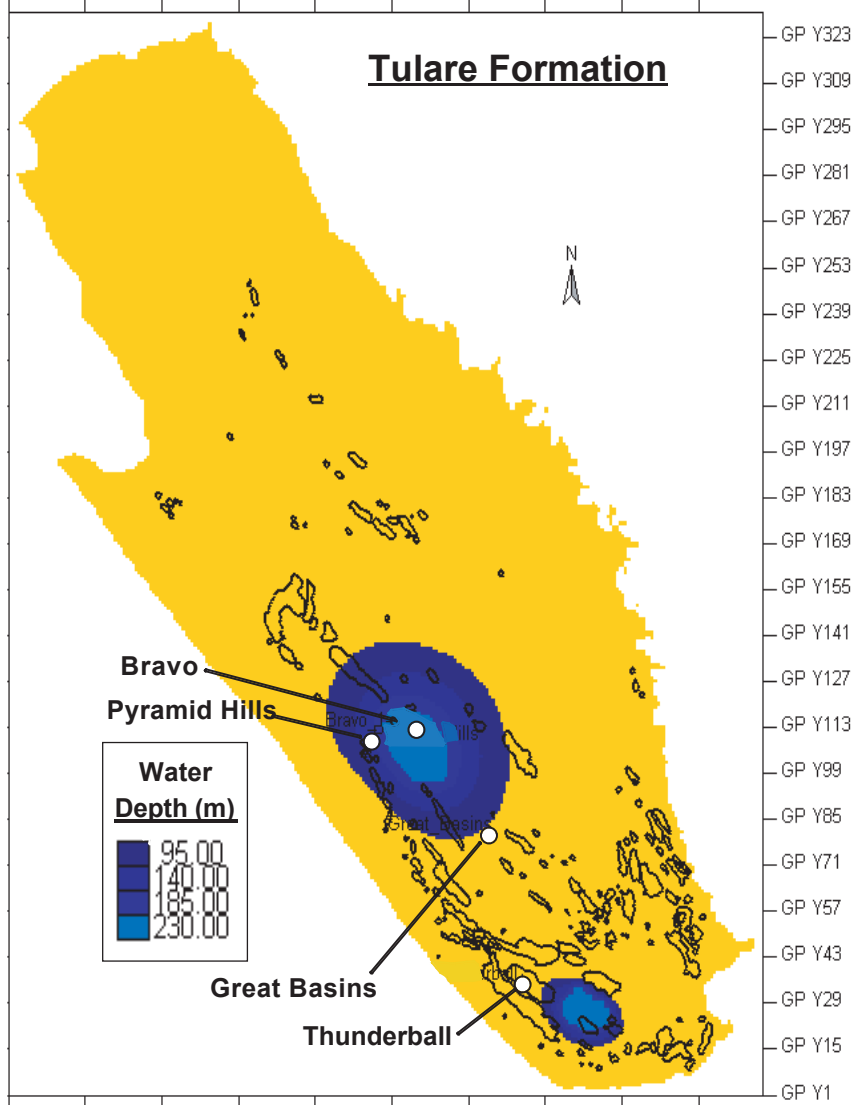 Tulare Formation
GP Y323
GP Y309
GP Y295
GP Y281
GP Y267
N
GP Y253
GP Y239
GP Y225
GP Y211
GP Y197
GP Y183
GP Y169
GP Y155
GP Y141
GP Y127
GP Y113
GP Y99
GP Y85
GP Y71
GP Y57
GP Y43
GP Y29
GP Y15
GP Y1
Bravo
Pyramid Hills
Bravo
Great Basins
Water
Depth (m)
95.00
140.00
185.00
230.00
Great Basins
Thunderball